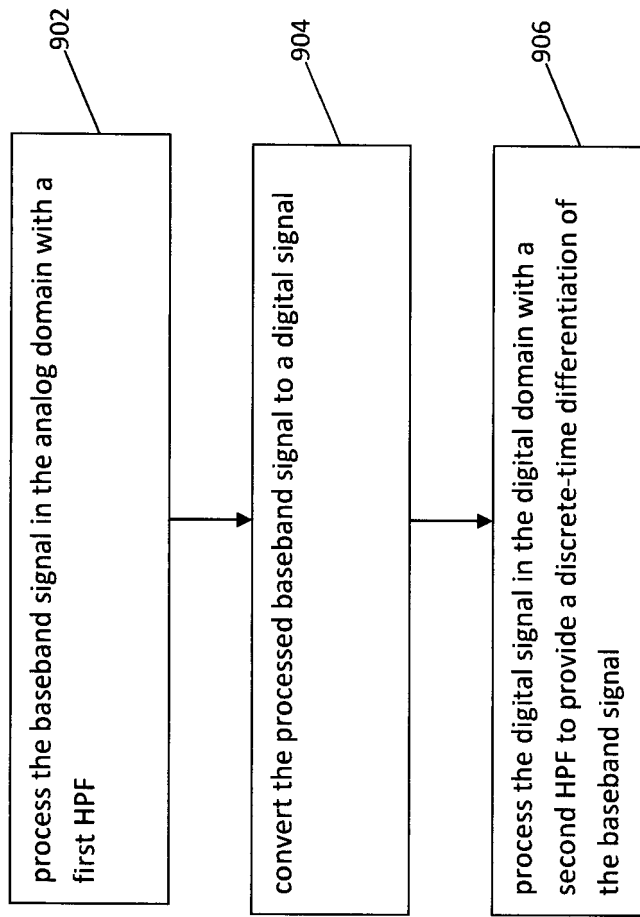 process the baseband signal in the analog domain with a
first HPF
902
convert the processed baseband signal to a digital signal
904
process the digital signal in the digital domain with a
second HPF to provide a discrete-time differentiation of
the baseband signal
906